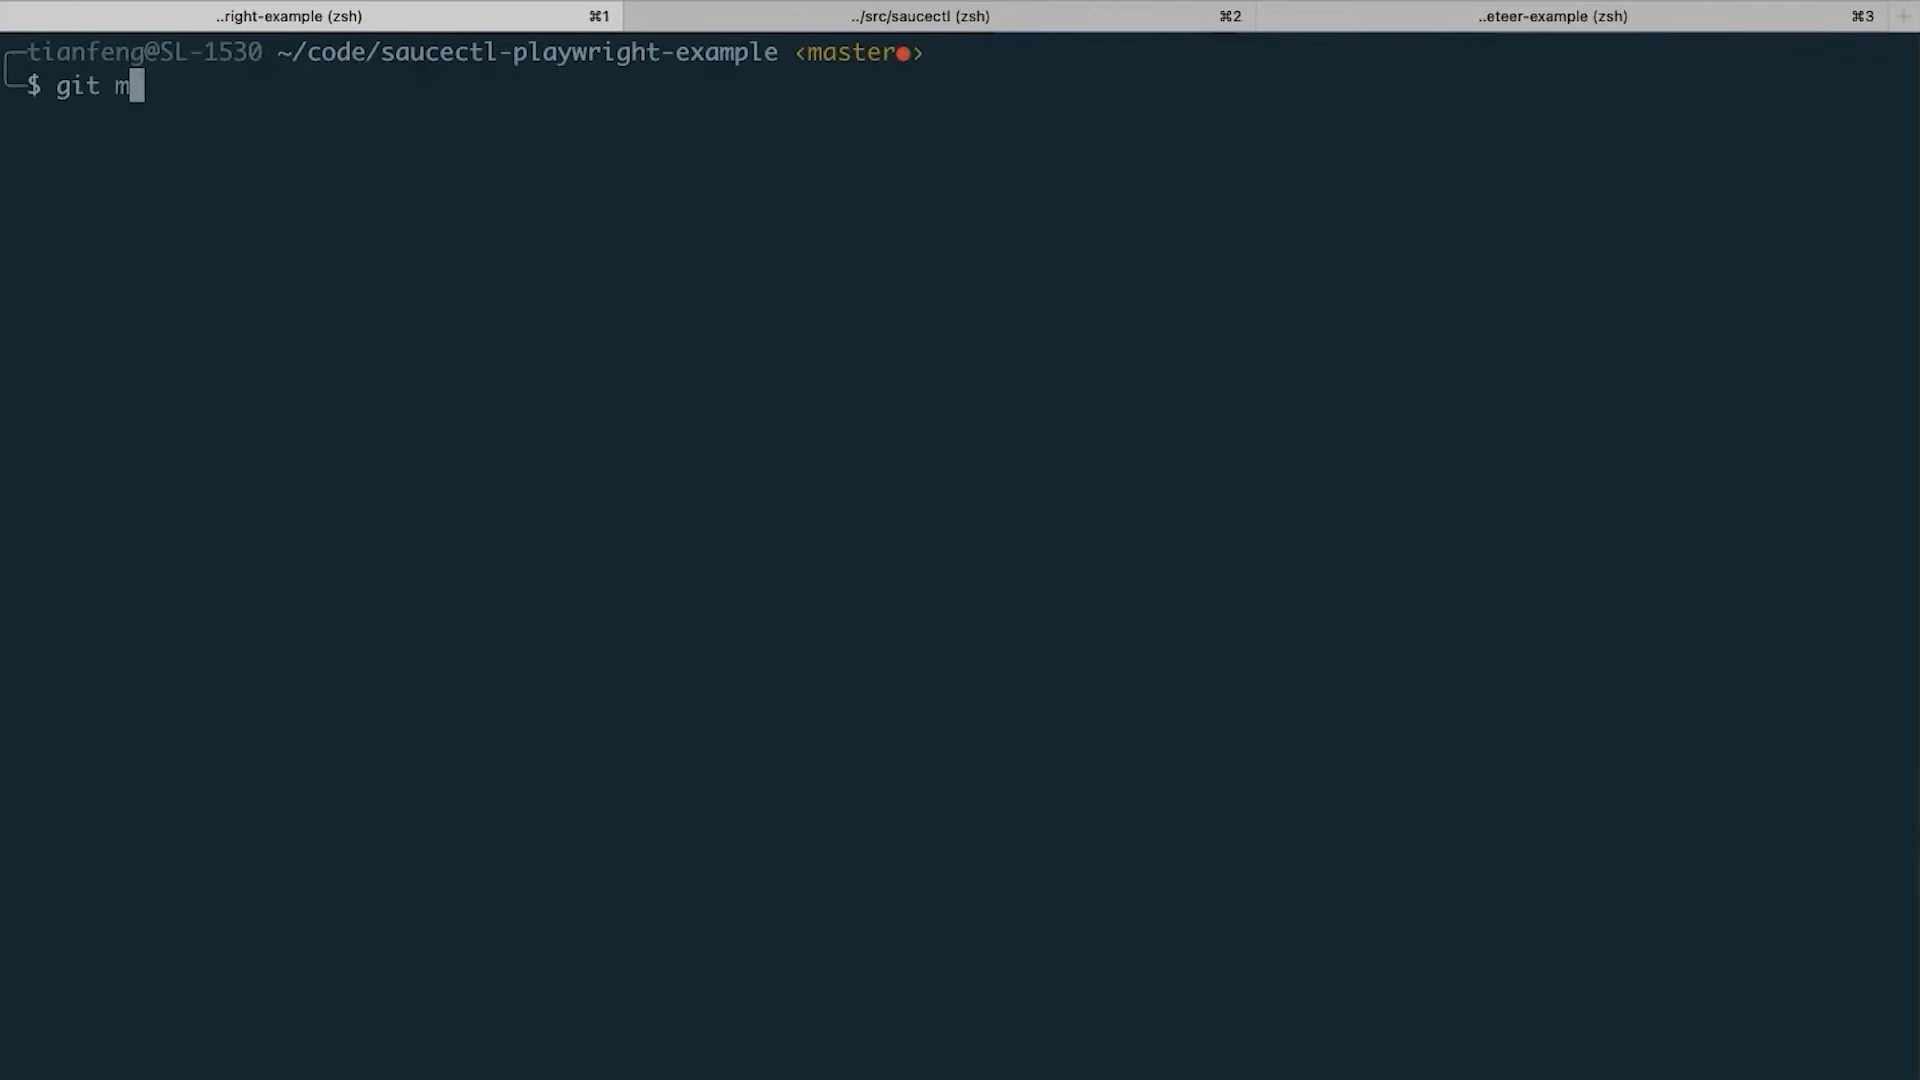 ..right-example (zsh) ⌘1 ../src/saucectl (zsh) ⌘2 ..eteer-example (zsh) ⌘3 +
tianfeng@SL-1530 ~/code/saucectl-playwright-example ‹master●›
$ git m